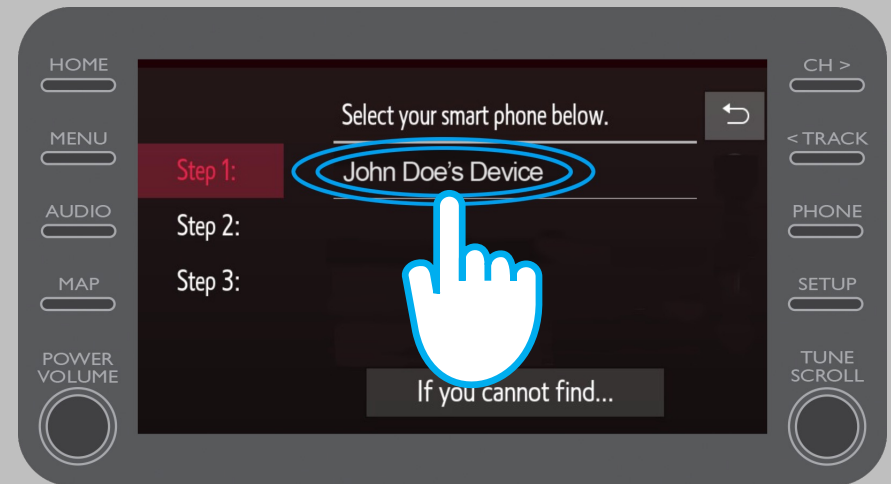 HOME
MENU
AUDIO
MAP
POWER
VOLUME
Select your smart phone below.
Step 1:
John Doe's Device
Step 2:
Step 3:
If you cannot find...
CH >
< TRACK
PHONE
SETUP
TUNE
SCROLL